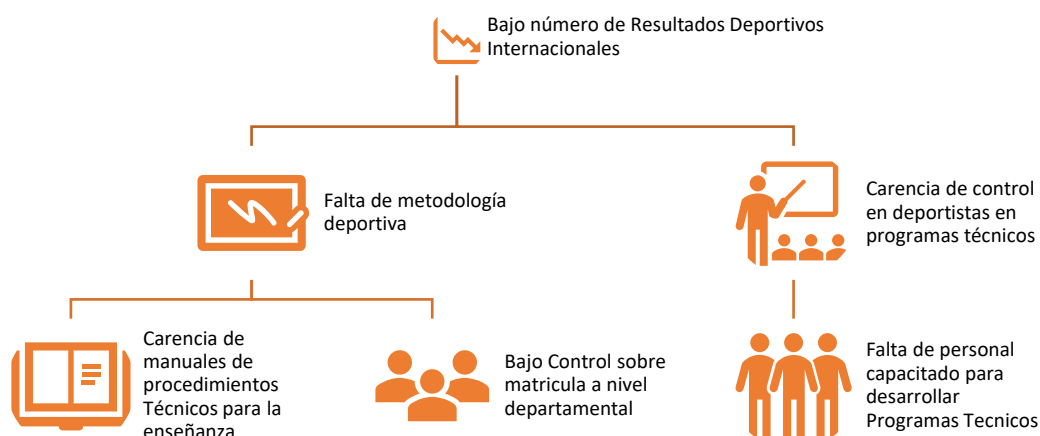 Bajo número de Resultados Deportivos
Internacionales
Falta de metodología
deportiva
Carencia de control
en deportistas en
programas técnicos
Carencia de
manuales de
procedimientos
Técnicos para la
enseñanza
Bajo Control sobre
matricula a nivel
departamental
Falta de personal
capacitado para
desarrollar
Programas Tecnicos